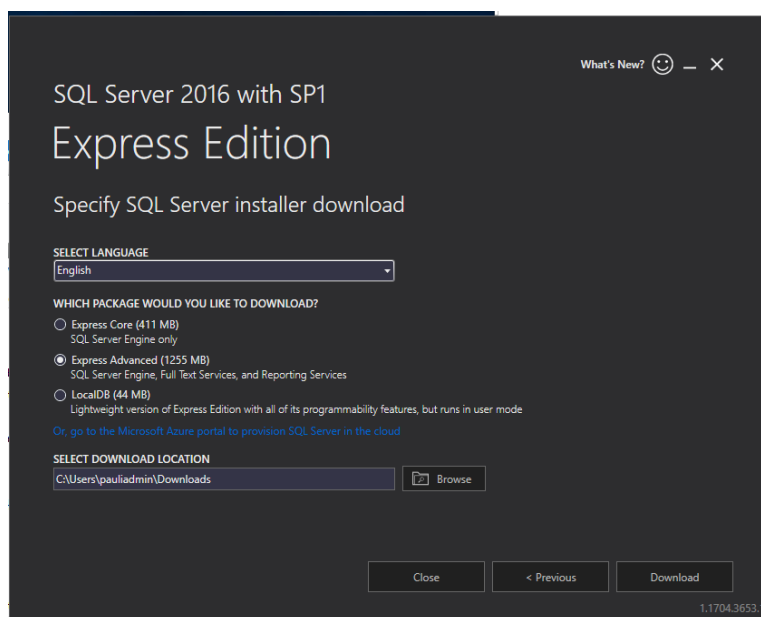 What's New?
SQL Server 2016 with SP1
Express Edition
Specify SQL Server installer download
SELECT LANGUAGE
English
WHICH PACKAGE WOULD YOU LIKE TO DOWNLOAD?
Express Core (411 MB)
SQL Server Engine only
Express Advanced (1255 MB)
SQL Server Engine, Full Text Services, and Reporting Services
LocalDB (44 MB)
Lightweight version of Express Edition with all of its programmability features, but runs in user mode
Or, go to the Microsoft Azure portal to provision SQL Server in the cloud
SELECT DOWNLOAD LOCATION
C:\Users\pauliadmin\Downloads
Browse
Close
< Previous
Download
1.1704.3653.